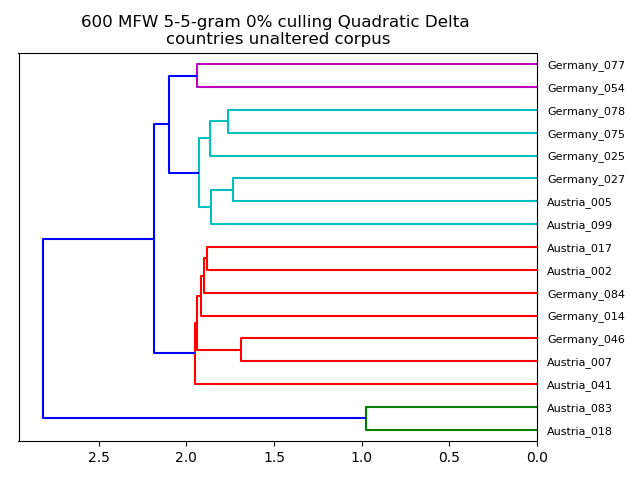 600 MFW 5-5-gram 0% culling Quadratic Delta
countries unaltered corpus
Germany_077
Germany_054
Germany_078
Germany_075
Germany_025
Germany_027
Austria_005
Austria_099
Austria_017
Austria_002
Germany_084
Germany_014
Germany_046
Austria_007
Austria_041
Austria_083
Austria_018
2.5 2.0 1.5 1.0 0.5 0.0